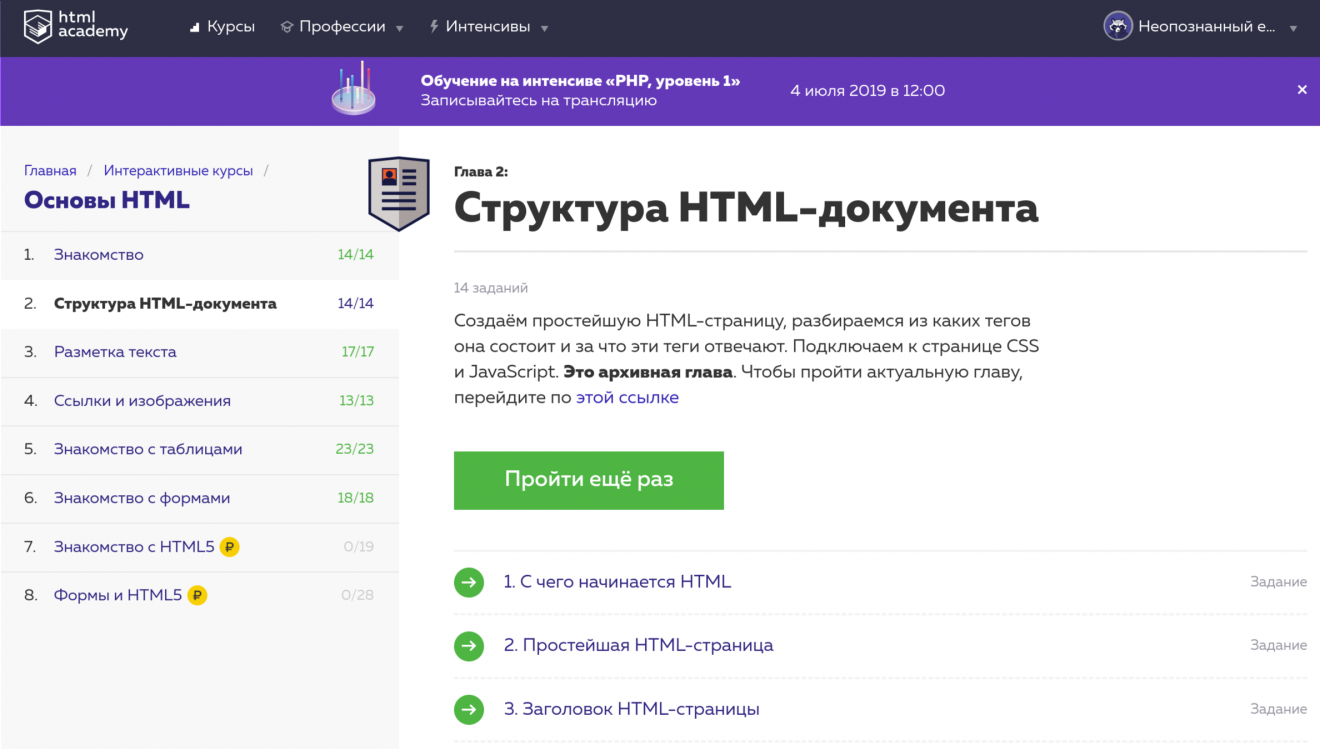 html
academy
Курсы
Профессии
Интенсивы
Неопознанный е...
Обучение на интенсиве «PHP, уровень 1»
Записывайтесь на трансляцию
4 июля 2019 в 12:00
×
Главная / Интерактивные курсы /
Основы HTML
1. Знакомство 14/14
2. Структура HTML-документа 14/14
3. Разметка текста 17/17
4. Ссылки и изображения 13/13
5. Знакомство с таблицами 23/23
6. Знакомство с формами 18/18
7. Знакомство с HTML5 ₽ 0/19
8. Формы и HTML5 ₽ 0/28
Глава 2:
Структура HTML-документа
14 заданий
Создаём простейшую HTML-страницу, разбираемся из каких тегов
она состоит и за что эти теги отвечают. Подключаем к странице CSS
и JavaScript. Это архивная глава. Чтобы пройти актуальную главу,
перейдите по этой ссылке
Пройти ещё раз
1. С чего начинается HTML Задание
2. Простейшая HTML-страница Задание
3. Заголовок HTML-страницы Задание